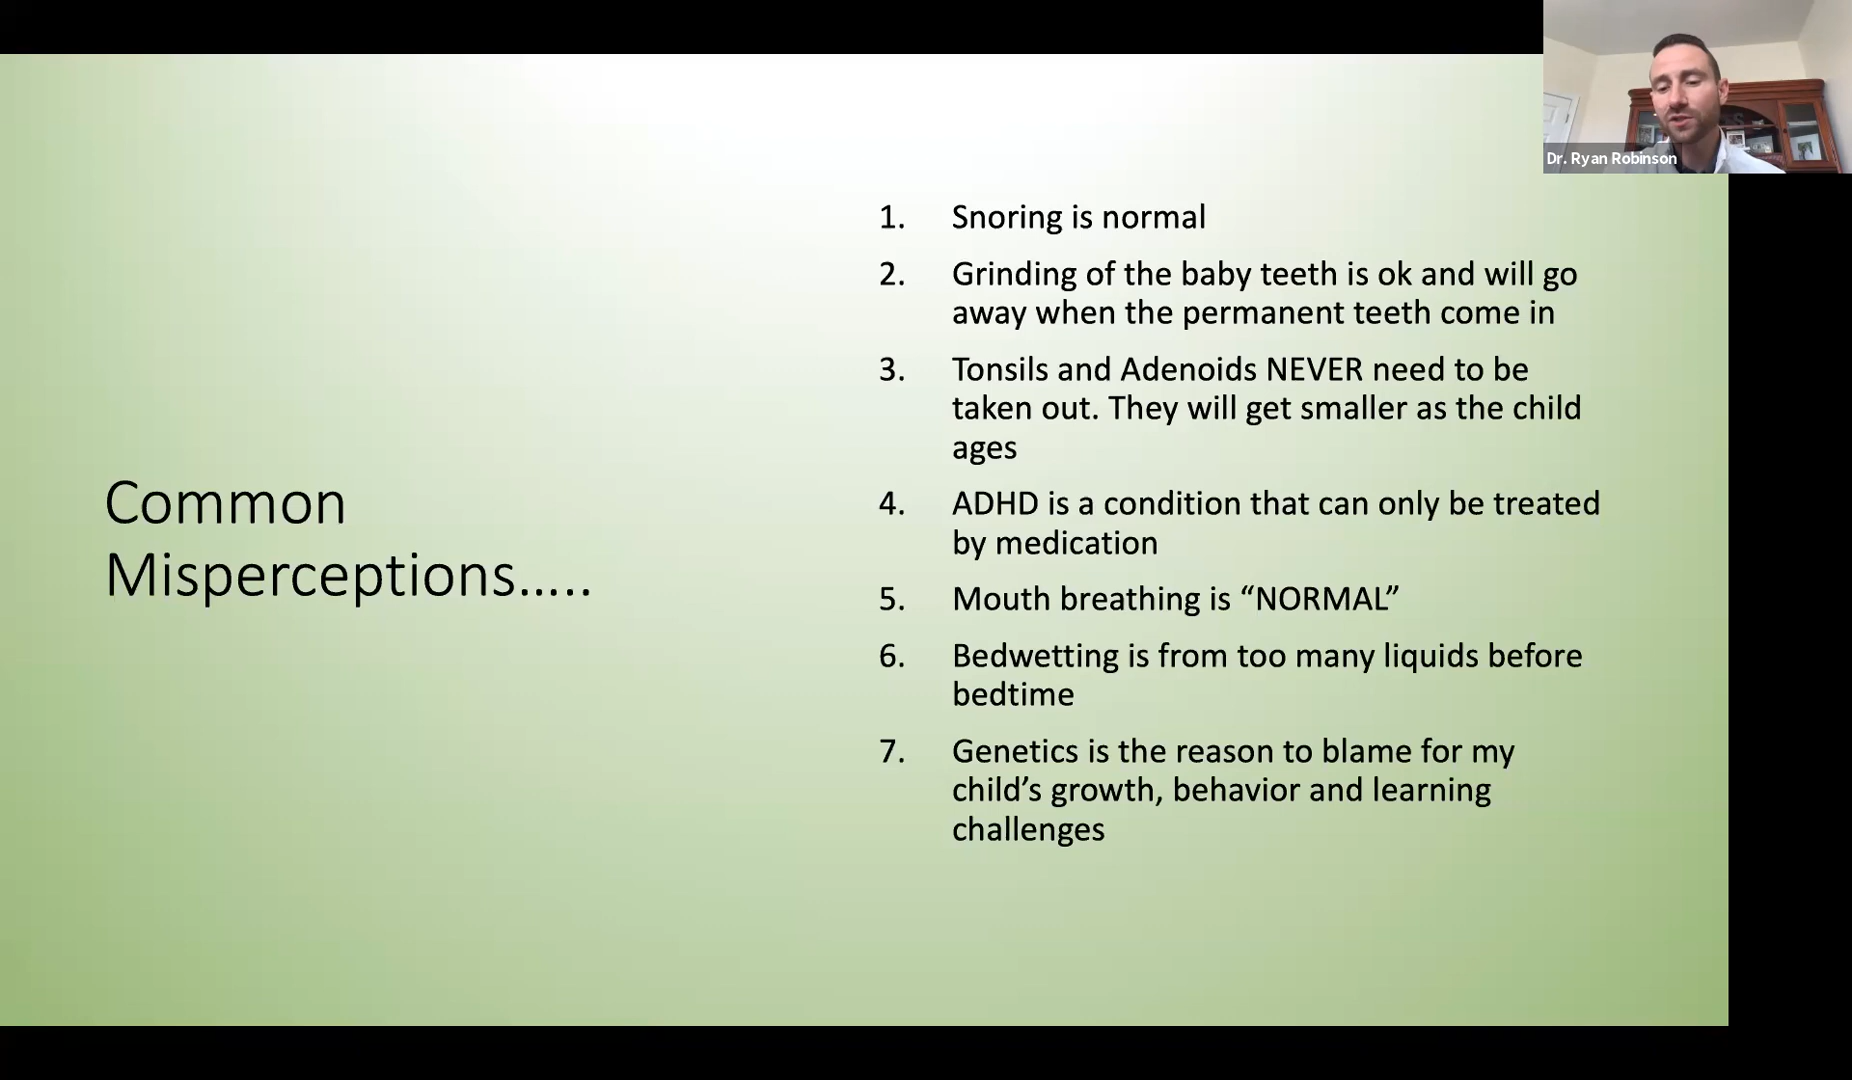 Dr. Ryan Robinson
Common
Misperceptions…..
1. Snoring is normal
2. Grinding of the baby teeth is ok and will go
away when the permanent teeth come in
3. Tonsils and Adenoids NEVER need to be
taken out. They will get smaller as the child
ages
4. ADHD is a condition that can only be treated
by medication
5. Mouth breathing is “NORMAL”
6. Bedwetting is from too many liquids before
bedtime
7. Genetics is the reason to blame for my
child’s growth, behavior and learning
challenges